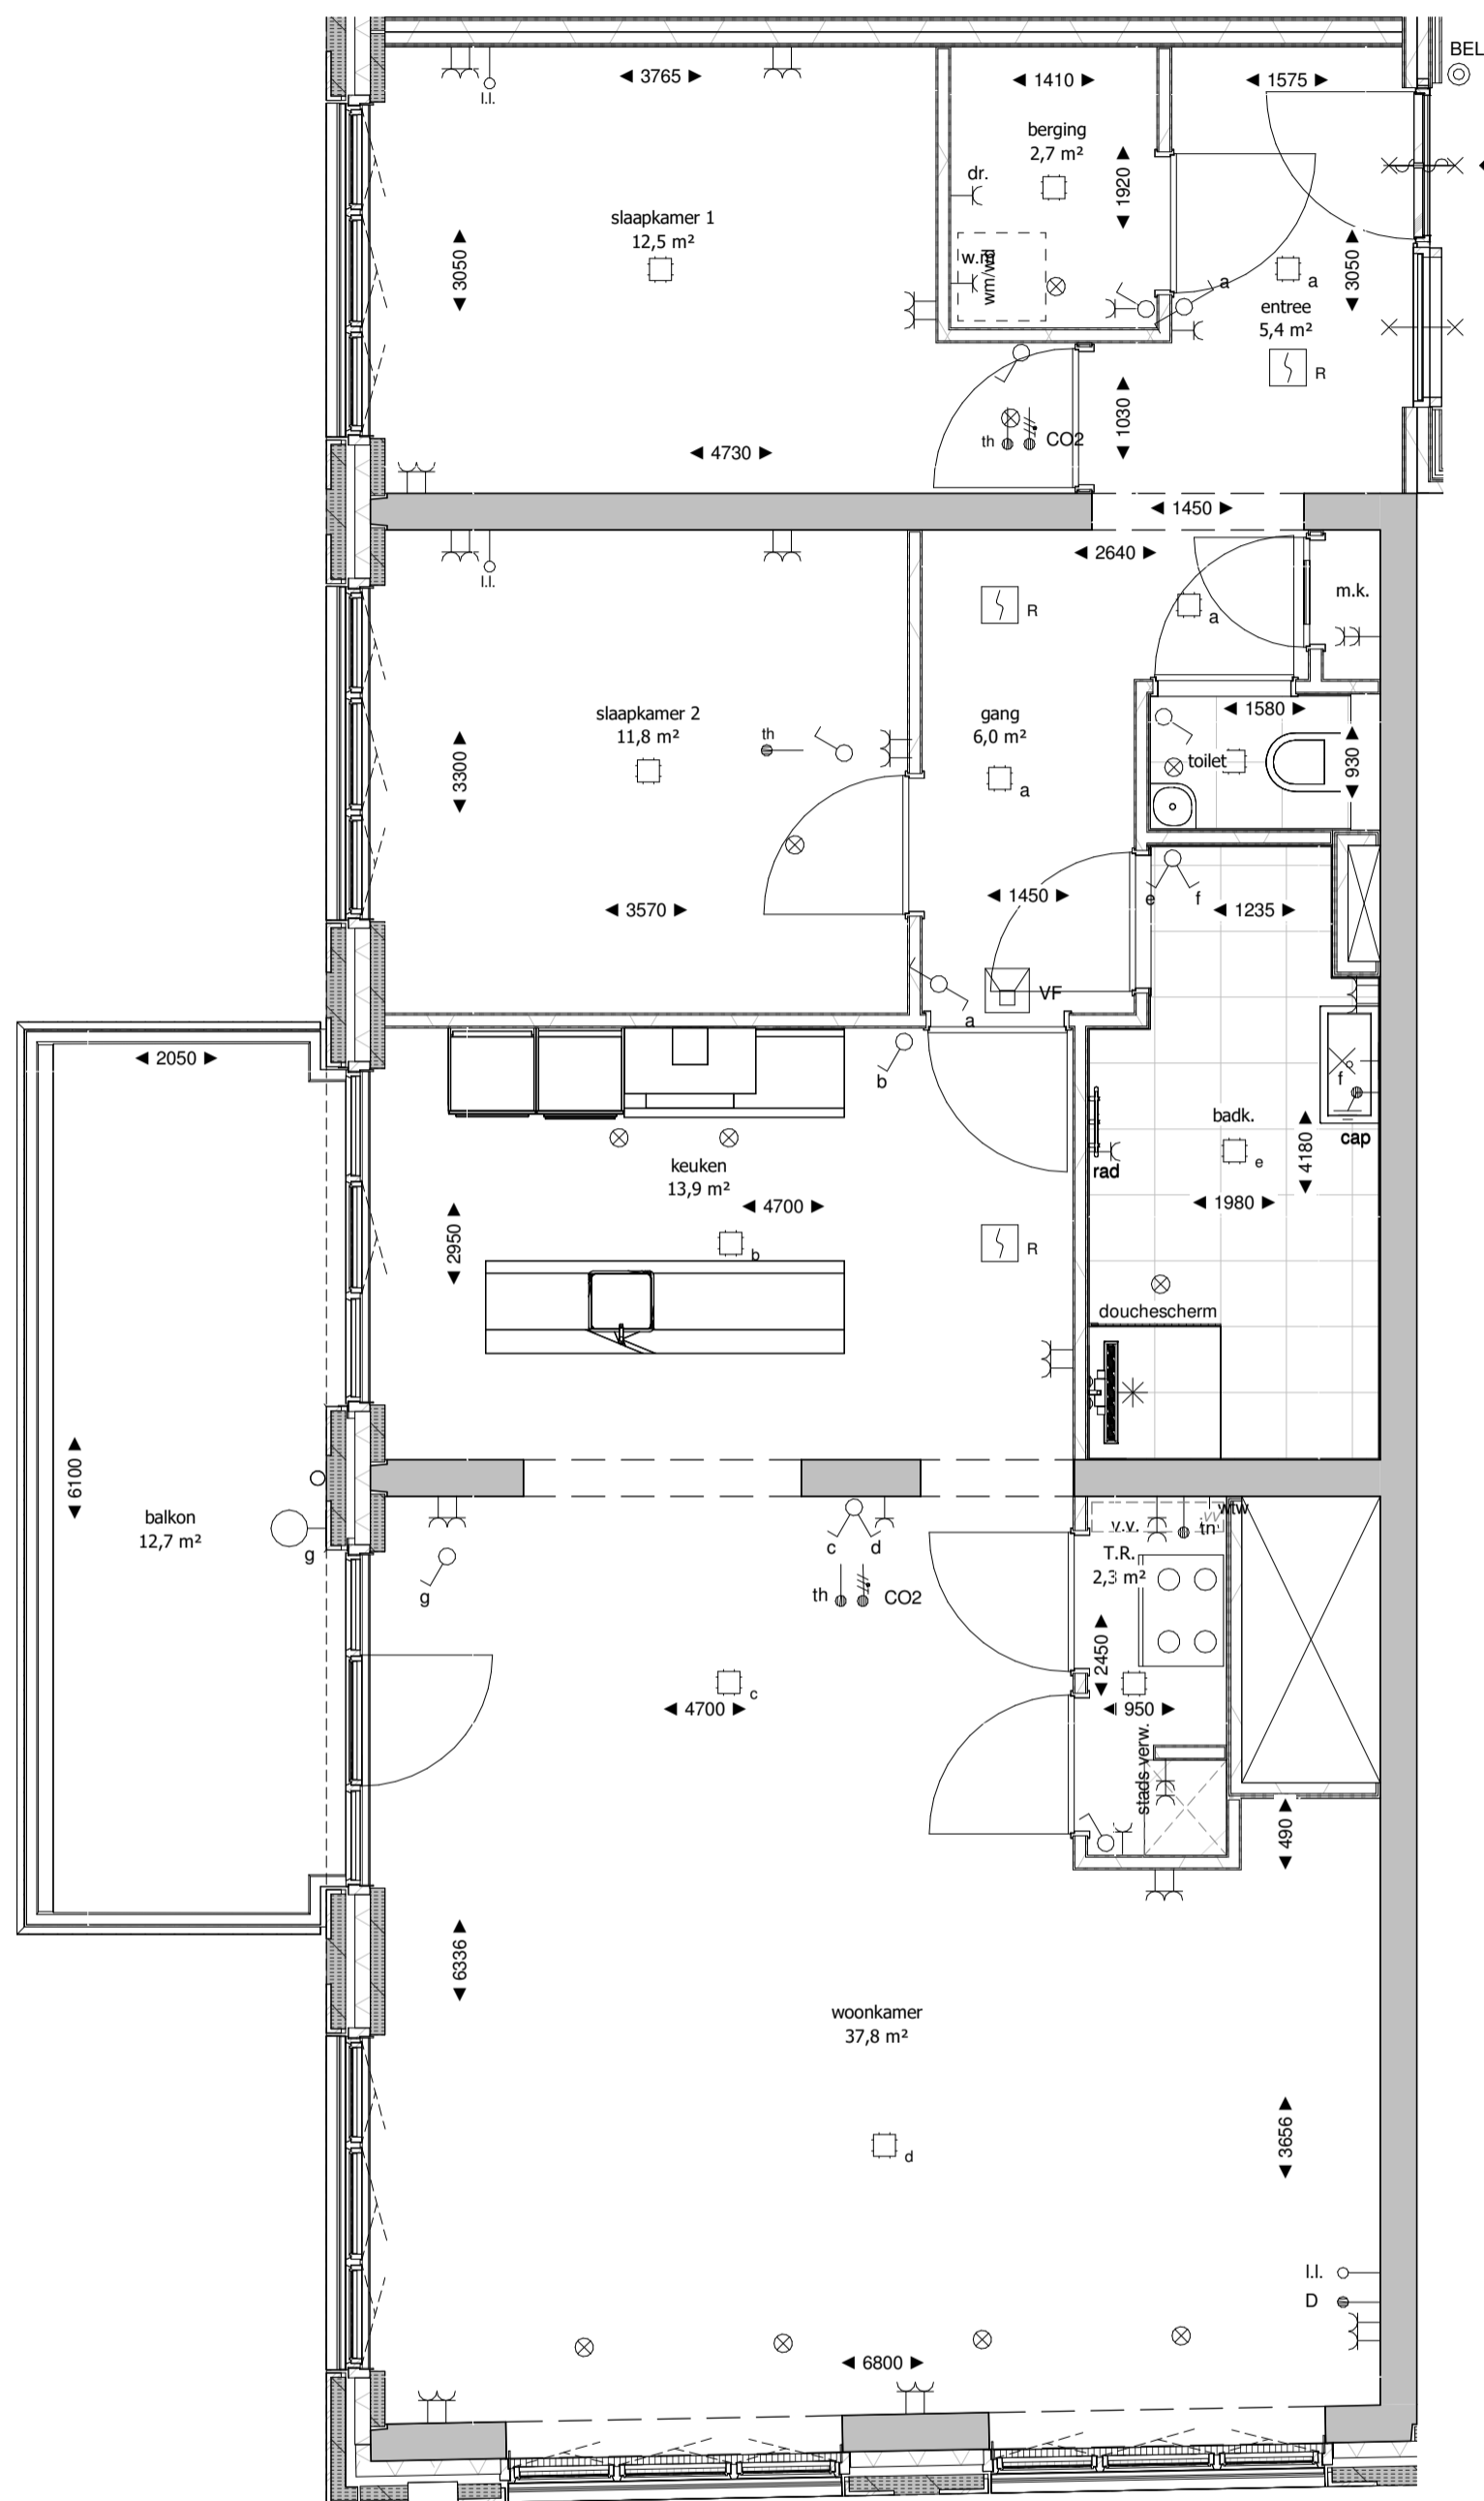 BEL
3765
1410
1575
l.l.
berging
2,7 m²
dr.
1920
slaapkamer 1
12,5 m²
w.m
wm/wd
3050
a
a
3050
entree
5,4 m²
R
1030
th
CO2
4730
1450
2640
l.l.
R
a
m.k.
slaapkamer 2
11,8 m²
th
gang
6,0 m²
a
1580
toilet
930
3300
3570
1450
e
f
1235
VF
a
2050
b
f
badk.
cap
4180
e
rad
1980
keuken
13,9 m²
4700
2950
b
R
douchescherm
6100
balkon
12,7 m²
g
g
c
d
th
CO2
v.v.
wtw
T.R.
2,3 m²
2450
c
4700
950
stads verw.
490
6336
woonkamer
37,8 m²
3656
d
l.l.
D
6800